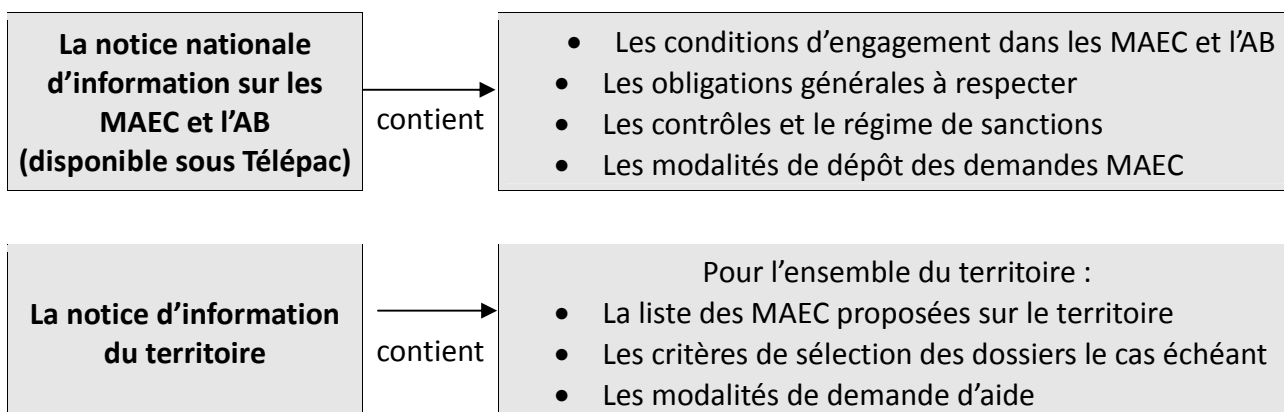 La notice nationale
d’information sur les
MAEC et l’AB
(disponible sous Télépac)
contient
• Les conditions d’engagement dans les MAEC et l’AB
• Les obligations générales à respecter
• Les contrôles et le régime de sanctions
• Les modalités de dépôt des demandes MAEC
La notice d’information
du territoire
contient
Pour l’ensemble du territoire :
• La liste des MAEC proposées sur le territoire
• Les critères de sélection des dossiers le cas échéant
• Les modalités de demande d’aide